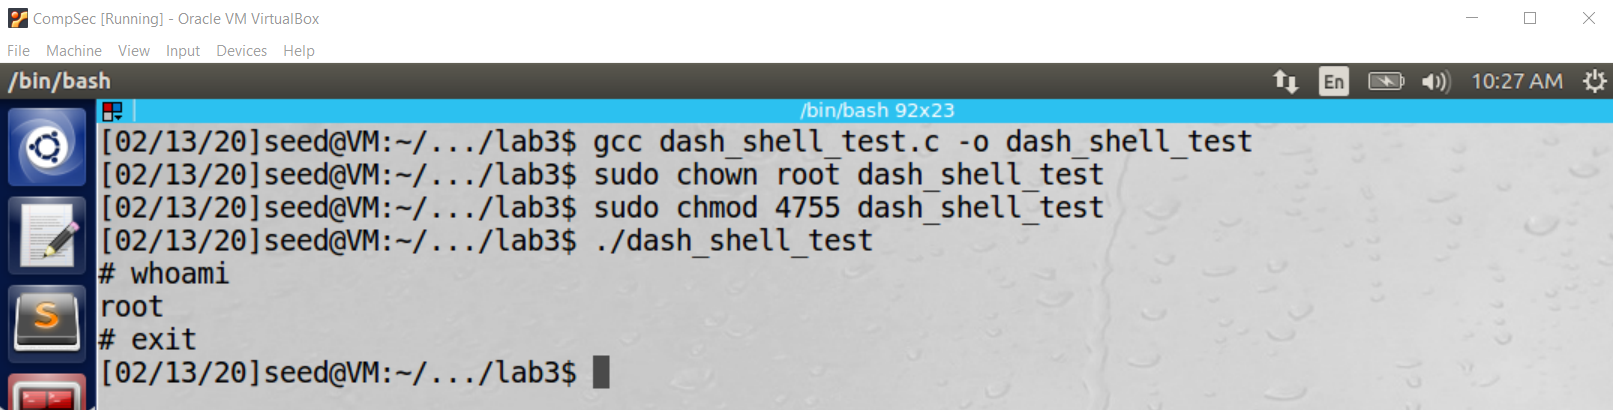 CompSec [Running] - Oracle VM VirtualBox
File Machine View Input Devices Help
/bin/bash En 10:27 AM
/bin/bash 92x23
[02/13/20]seed@VM:~/.../lab3$ gcc dash_shell_test.c -o dash_shell_test
[02/13/20]seed@VM:~/.../lab3$ sudo chown root dash_shell_test
[02/13/20]seed@VM:~/.../lab3$ sudo chmod 4755 dash_shell_test
[02/13/20]seed@VM:~/.../lab3$ ./dash_shell_test
# whoami
root
# exit
[02/13/20]seed@VM:~/.../lab3$